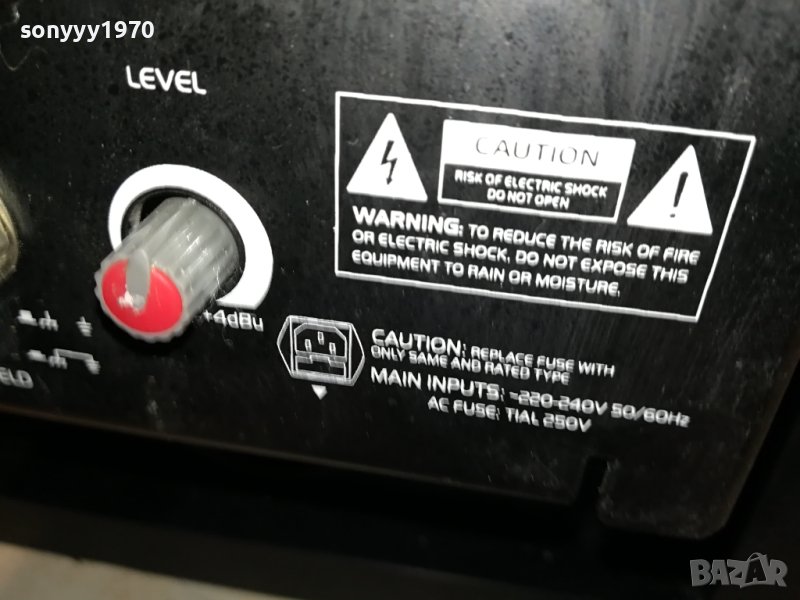 sonyyy1970
LEVEL
+4dBu
ELD
CAUTION
RISK OF ELECTRIC SHOCK
DO NOT OPEN
WARNING: TO REDUCE THE RISK OF FIRE
OR ELECTRIC SHOCK, DO NOT EXPOSE THIS
EQUIPMENT TO RAIN OR MOISTURE.
CAUTION: REPLACE FUSE WITH
ONLY SAME AND RATED TYPE
MAIN INPUTS: ~220-240V 50/60Hz
AC FUSE: T1AL 250V
BAZAR